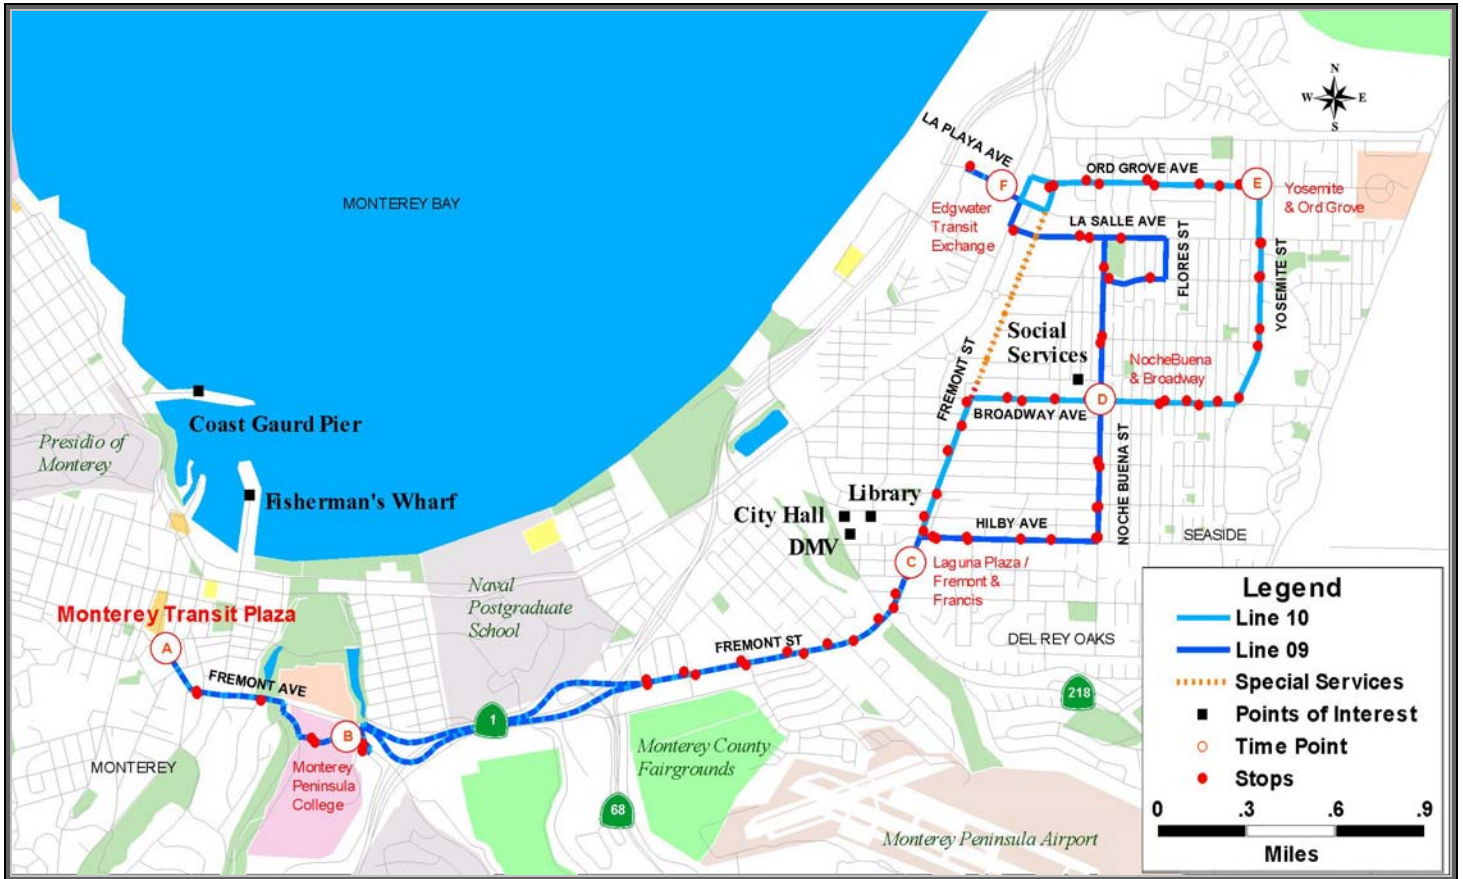 N
W E
S
LA PLAYA AVE
ORD GROVE AVE
F
E
Yosemite
& Ord Grove
MONTEREY BAY
Edgwater
Transit
Exchange
LA SALLE AVE
FLORES ST
YOSEMITE ST
Social
Services
FREMONT ST
NocheBuena
& Broadway
D
BROADWAY AVE
NOCHE BUENA ST
Coast Gaurd Pier
Presidio of
Monterey
Fisherman's Wharf
Library
City Hall
DMV
HILBY AVE
SEASIDE
C
Laguna Plaza /
Fremont &
Francis
Naval
Postgraduate
School
Monterey Transit Plaza
A
FREMONT AVE
FREMONT ST
DEL REY OAKS
218
1
B
MONTEREY
Monterey
Peninsula
College
Monterey County
Fairgrounds
68
Monterey Peninsula Airport
Legend
Line 10
Line 09
Special Services
Points of Interest
Time Point
Stops
0 .3 .6 .9
Miles